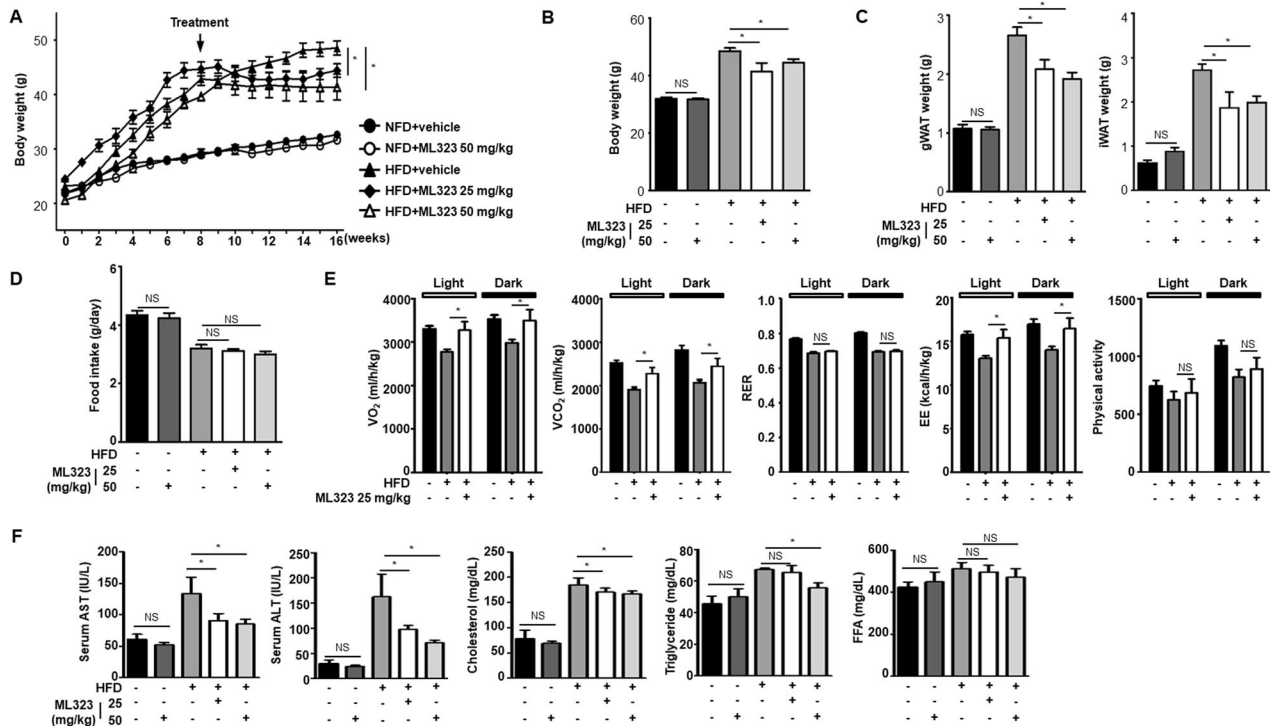 A
Treatment
Body weight (g)
50
40
30
20
0 2 4 6 8 10 12 14 16 (weeks)
* *
NFD+vehicle
NFD+ML323 50 mg/kg
HFD+vehicle
HFD+ML323 25 mg/kg
HFD+ML323 50 mg/kg
B
Body weight (g)
60
40
20
0
NS * *
HFD - - + + +
ML323 25 - - - + -
(mg/kg) 50 - + - - +
C
gWAT weight (g)
3
2
1
0
NS * *
HFD - - + + +
ML323 25 - - - + -
(mg/kg) 50 - + - - +
iWAT weight (g)
4
3
2
1
0
NS * *
- - + + +
- - - + -
- + - - +
D
Food intake (g/day)
6
4
2
0
NS NS NS
HFD - - + + +
ML323 25 - - - + -
(mg/kg) 50 - + - - +
E
Light Dark
VO2 (ml/h/kg)
4000
3000
2000
1000
0
* *
HFD - + + - + +
ML323 25 mg/kg - - + - - +
Light Dark
VCO2 (ml/h/kg)
4000
3000
2000
1000
0
* *
- + + - + +
- - + - - +
Light Dark
RER
1.0
0.8
0.6
0.4
0.2
0
NS NS
- + + - + +
- - + - - +
Light Dark
EE (kcal/h/kg)
20
15
10
5
0
* *
- + + - + +
- - + - - +
Light Dark
Physical activity
1500
1000
500
0
NS NS
- + + - + +
- - + - - +
F
Serum AST (IU/L)
200
150
100
50
0
NS * *
HFD - - + + +
ML323 25 - - - + -
(mg/kg) 50 - + - - +
Serum ALT (IU/L)
250
200
150
100
50
0
NS * *
- - + + +
- - - + -
- + - - +
Cholesterol (mg/dL)
250
200
150
100
50
0
NS * *
- - + + +
- - - + -
- + - - +
Triglyceride (mg/dL)
80
60
40
20
0
NS NS *
- - + + +
- - - + -
- + - - +
FFA (mg/dL)
600
400
200
0
NS NS NS
- - + + +
- - - + -
- + - - +